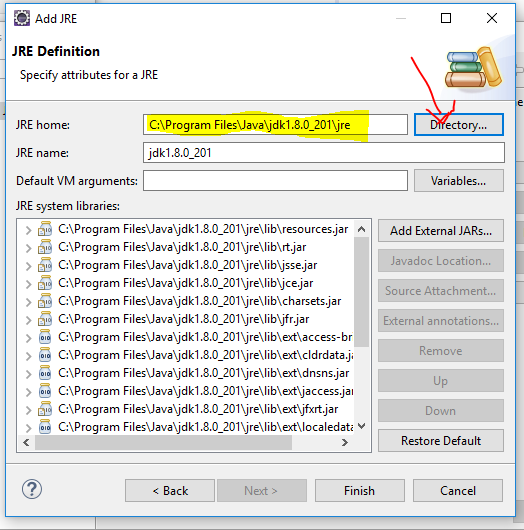 Add JRE
JRE Definition
Specify attributes for a JRE
JRE home:
C:\Program Files\Java\jdk1.8.0_201\jre
Directory...
JRE name:
jdk1.8.0_201
Default VM arguments:
Variables...
JRE system libraries:
C:\Program Files\Java\jdk1.8.0_201\jre\lib\resources.jar
C:\Program Files\Java\jdk1.8.0_201\jre\lib\rt.jar
C:\Program Files\Java\jdk1.8.0_201\jre\lib\jsse.jar
C:\Program Files\Java\jdk1.8.0_201\jre\lib\jce.jar
C:\Program Files\Java\jdk1.8.0_201\jre\lib\charsets.jar
C:\Program Files\Java\jdk1.8.0_201\jre\lib\jfr.jar
C:\Program Files\Java\jdk1.8.0_201\jre\lib\ext\access-br
C:\Program Files\Java\jdk1.8.0_201\jre\lib\ext\cldrdata.ja
C:\Program Files\Java\jdk1.8.0_201\jre\lib\ext\dnsns.jar
C:\Program Files\Java\jdk1.8.0_201\jre\lib\ext\jaccess.jar
C:\Program Files\Java\jdk1.8.0_201\jre\lib\ext\jfxrt.jar
C:\Program Files\Java\jdk1.8.0_201\jre\lib\ext\localedata
Add External JARs...
Javadoc Location...
Source Attachment...
External annotations...
Remove
Up
Down
Restore Default
< Back
Next >
Finish
Cancel